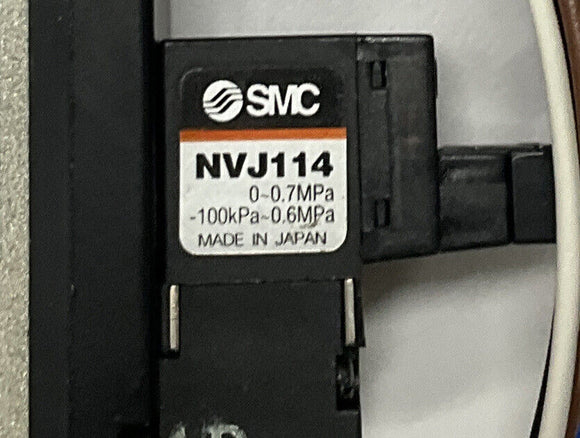 SMC
NVJ114
0~0.7MPa
-100kPa~0.6MPa
MADE IN JAPAN